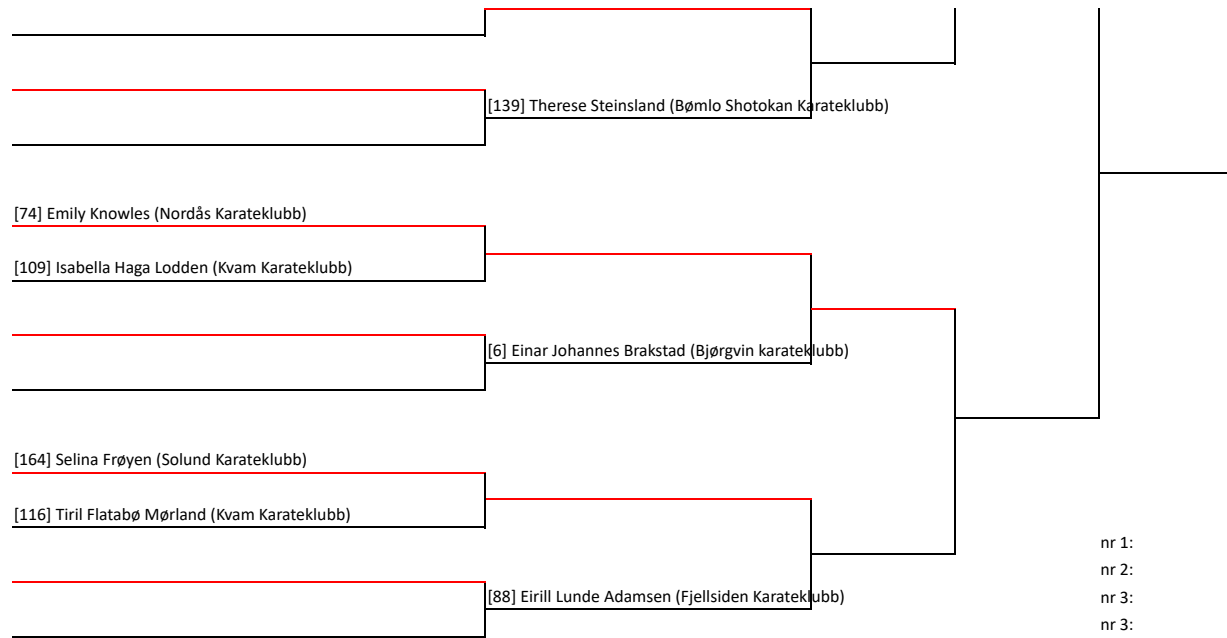 [139] Therese Steinsland (Bømlo Shotokan Karateklubb)
[74] Emily Knowles (Nordås Karateklubb)
[109] Isabella Haga Lodden (Kvam Karateklubb)
[6] Einar Johannes Brakstad (Bjørgvin karateklubb)
[164] Selina Frøyen (Solund Karateklubb)
[116] Tiril Flatabø Mørland (Kvam Karateklubb)
[88] Eirill Lunde Adamsen (Fjellsiden Karateklubb)
nr 1:
nr 2:
nr 3:
nr 3: